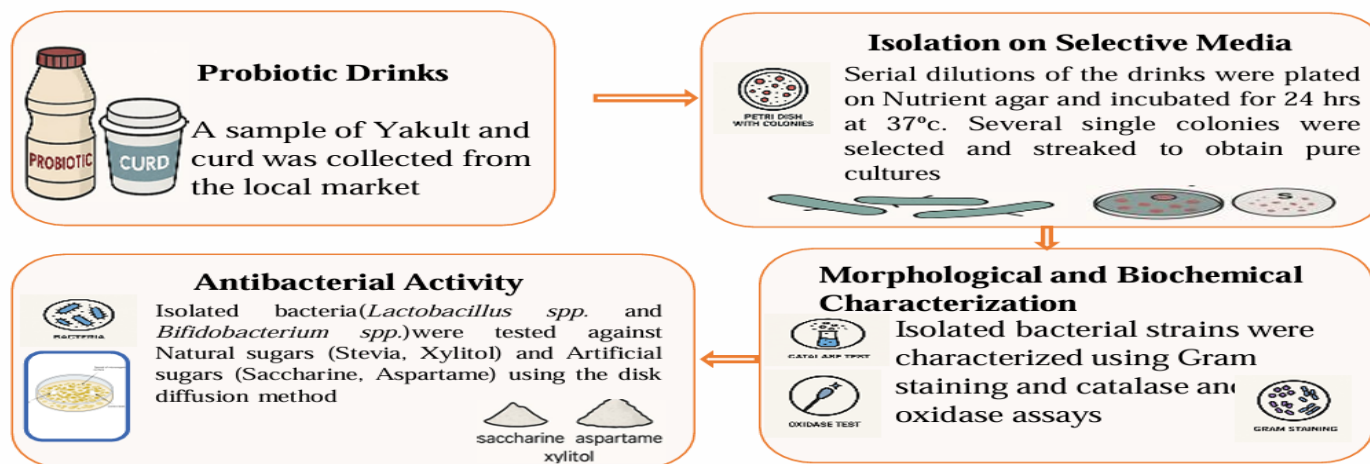 Probiotic Drinks
A sample of Yakult and
curd was collected from
the local market
PROBIOTIC
CURD
Isolation on Selective Media
Serial dilutions of the drinks were plated
on Nutrient agar and incubated for 24 hrs
at 37ºc. Several single colonies were
selected and streaked to obtain pure
cultures
PETRI DISH
WITH COLONIES
S
Morphological and Biochemical
Characterization
Isolated bacterial strains were
characterized using Gram
staining and catalase an
oxidase assays
CATALASE TEST
OXIDASE TEST
GRAM STAINING
Antibacterial Activity
Isolated bacteria(Lactobacillus spp. and
Bifidobacterium spp.)were tested against
Natural sugars (Stevia, Xylitol) and Artificial
sugars (Saccharine, Aspartame) using the disk
diffusion method
BACTERIA
saccharine aspartame
xylitol